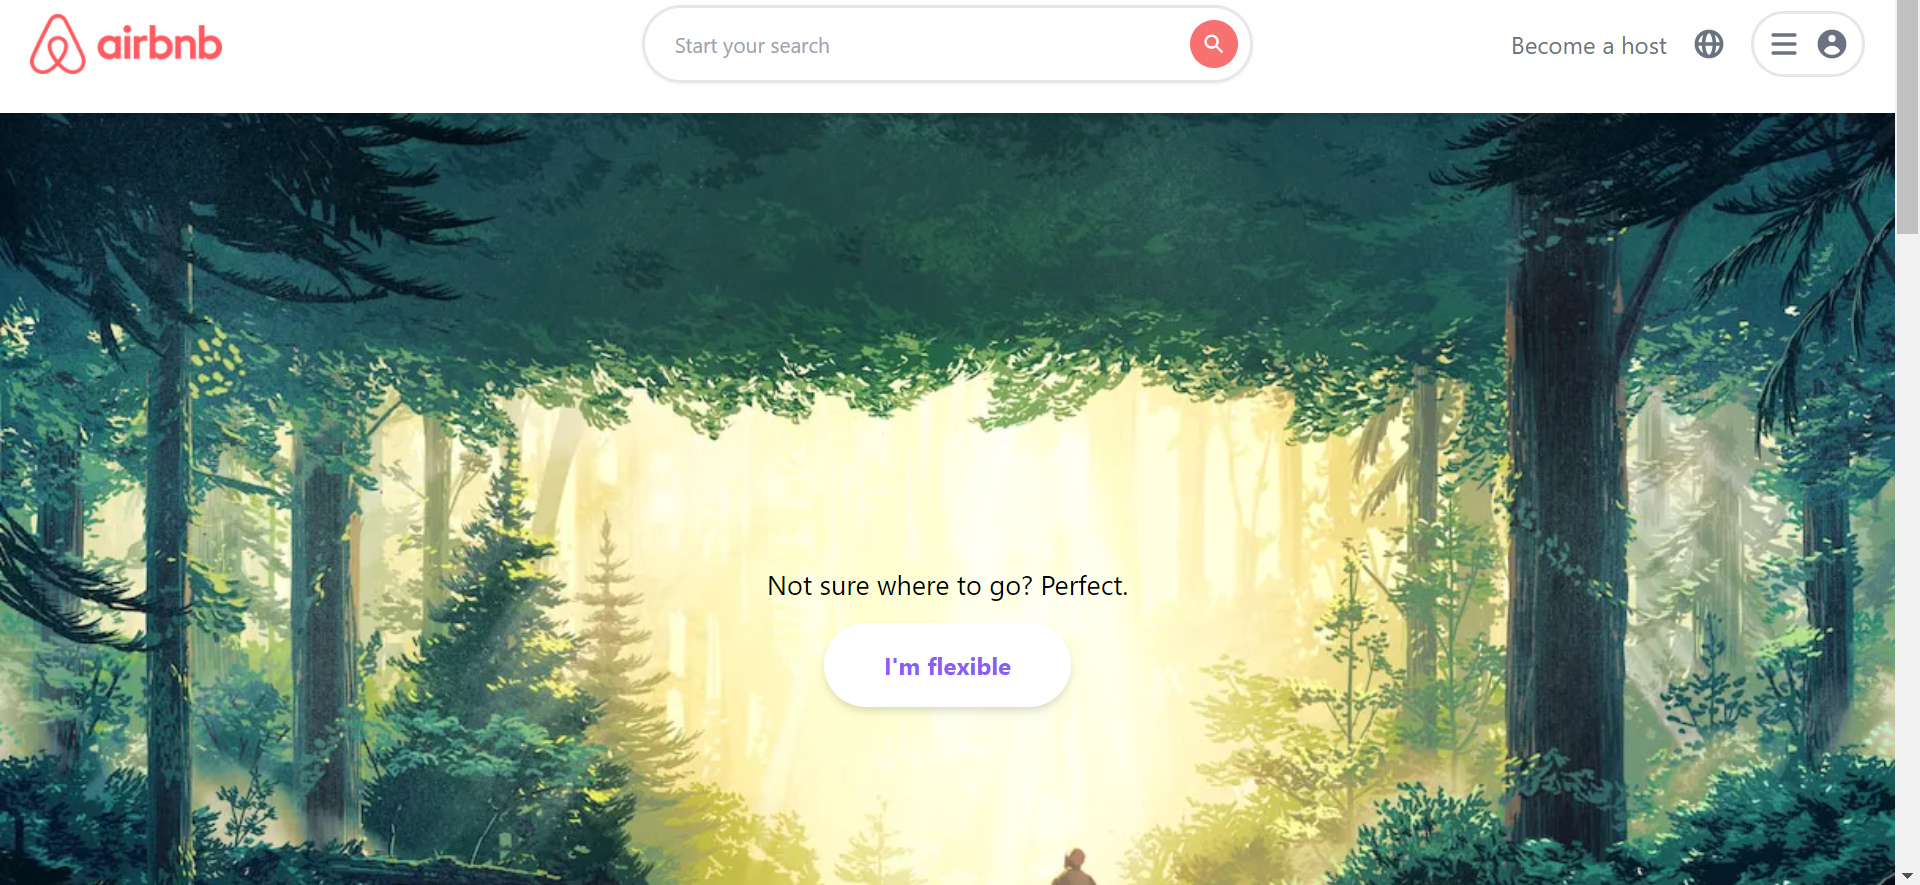 airbnb
Start your search
Become a host
Not sure where to go? Perfect.
I'm flexible